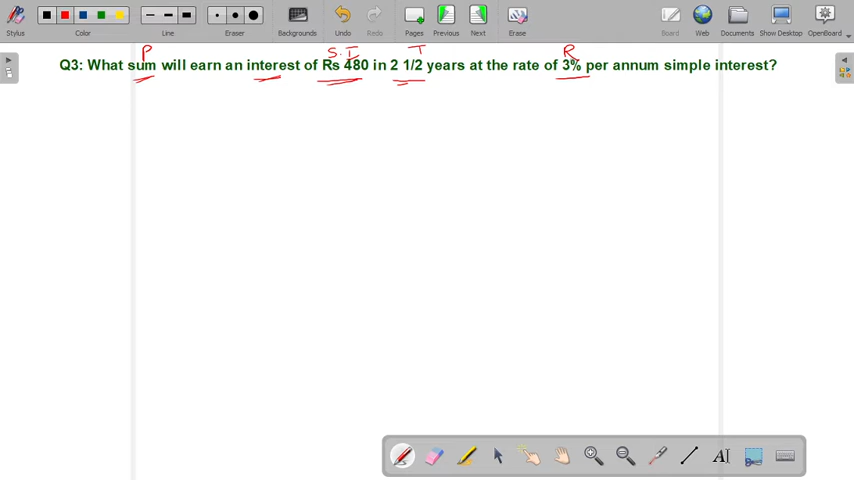 Stylus Color Line Eraser Backgrounds Undo Pages Previous Next Erase Board Web Documents Show Desktop OpenBoard
P S.I T R
Q3: What sum will earn an interest of Rs 480 in 2 1/2 years at the rate of 3% per annum simple interest?
A